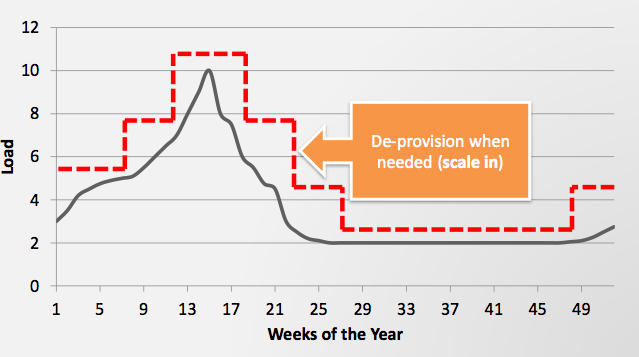 12
10
8
6
4
2
0
Load
De-provision when
needed (scale in)
1 5 9 13 17 21 25 29 33 37 41 45 49
Weeks of the Year